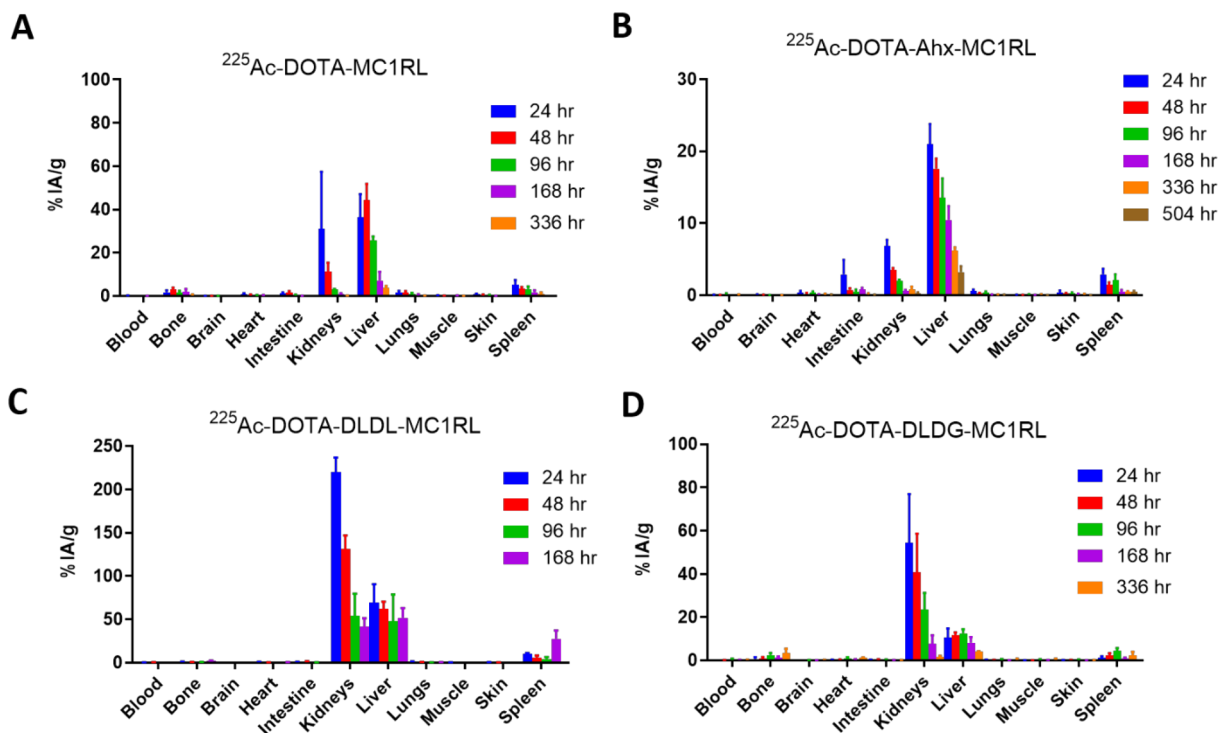 A
²²⁵Ac-DOTA-MC1RL
% IA/g
100
80
60
40
20
0
24 hr
48 hr
96 hr
168 hr
336 hr
Blood
Bone
Brain
Heart
Intestine
Kidneys
Liver
Lungs
Muscle
Skin
Spleen
B
²²⁵Ac-DOTA-Ahx-MC1RL
% IA/g
30
20
10
0
24 hr
48 hr
96 hr
168 hr
336 hr
504 hr
Blood
Brain
Heart
Intestine
Kidneys
Liver
Lungs
Muscle
Skin
Spleen
C
²²⁵Ac-DOTA-DLDL-MC1RL
% IA/g
250
200
150
100
50
0
24 hr
48 hr
96 hr
168 hr
Blood
Bone
Brain
Heart
Intestine
Kidneys
Liver
Lungs
Muscle
Skin
Spleen
D
²²⁵Ac-DOTA-DLDG-MC1RL
% IA/g
100
80
60
40
20
0
24 hr
48 hr
96 hr
168 hr
336 hr
Blood
Bone
Brain
Heart
Intestine
Kidneys
Liver
Lungs
Muscle
Skin
Spleen